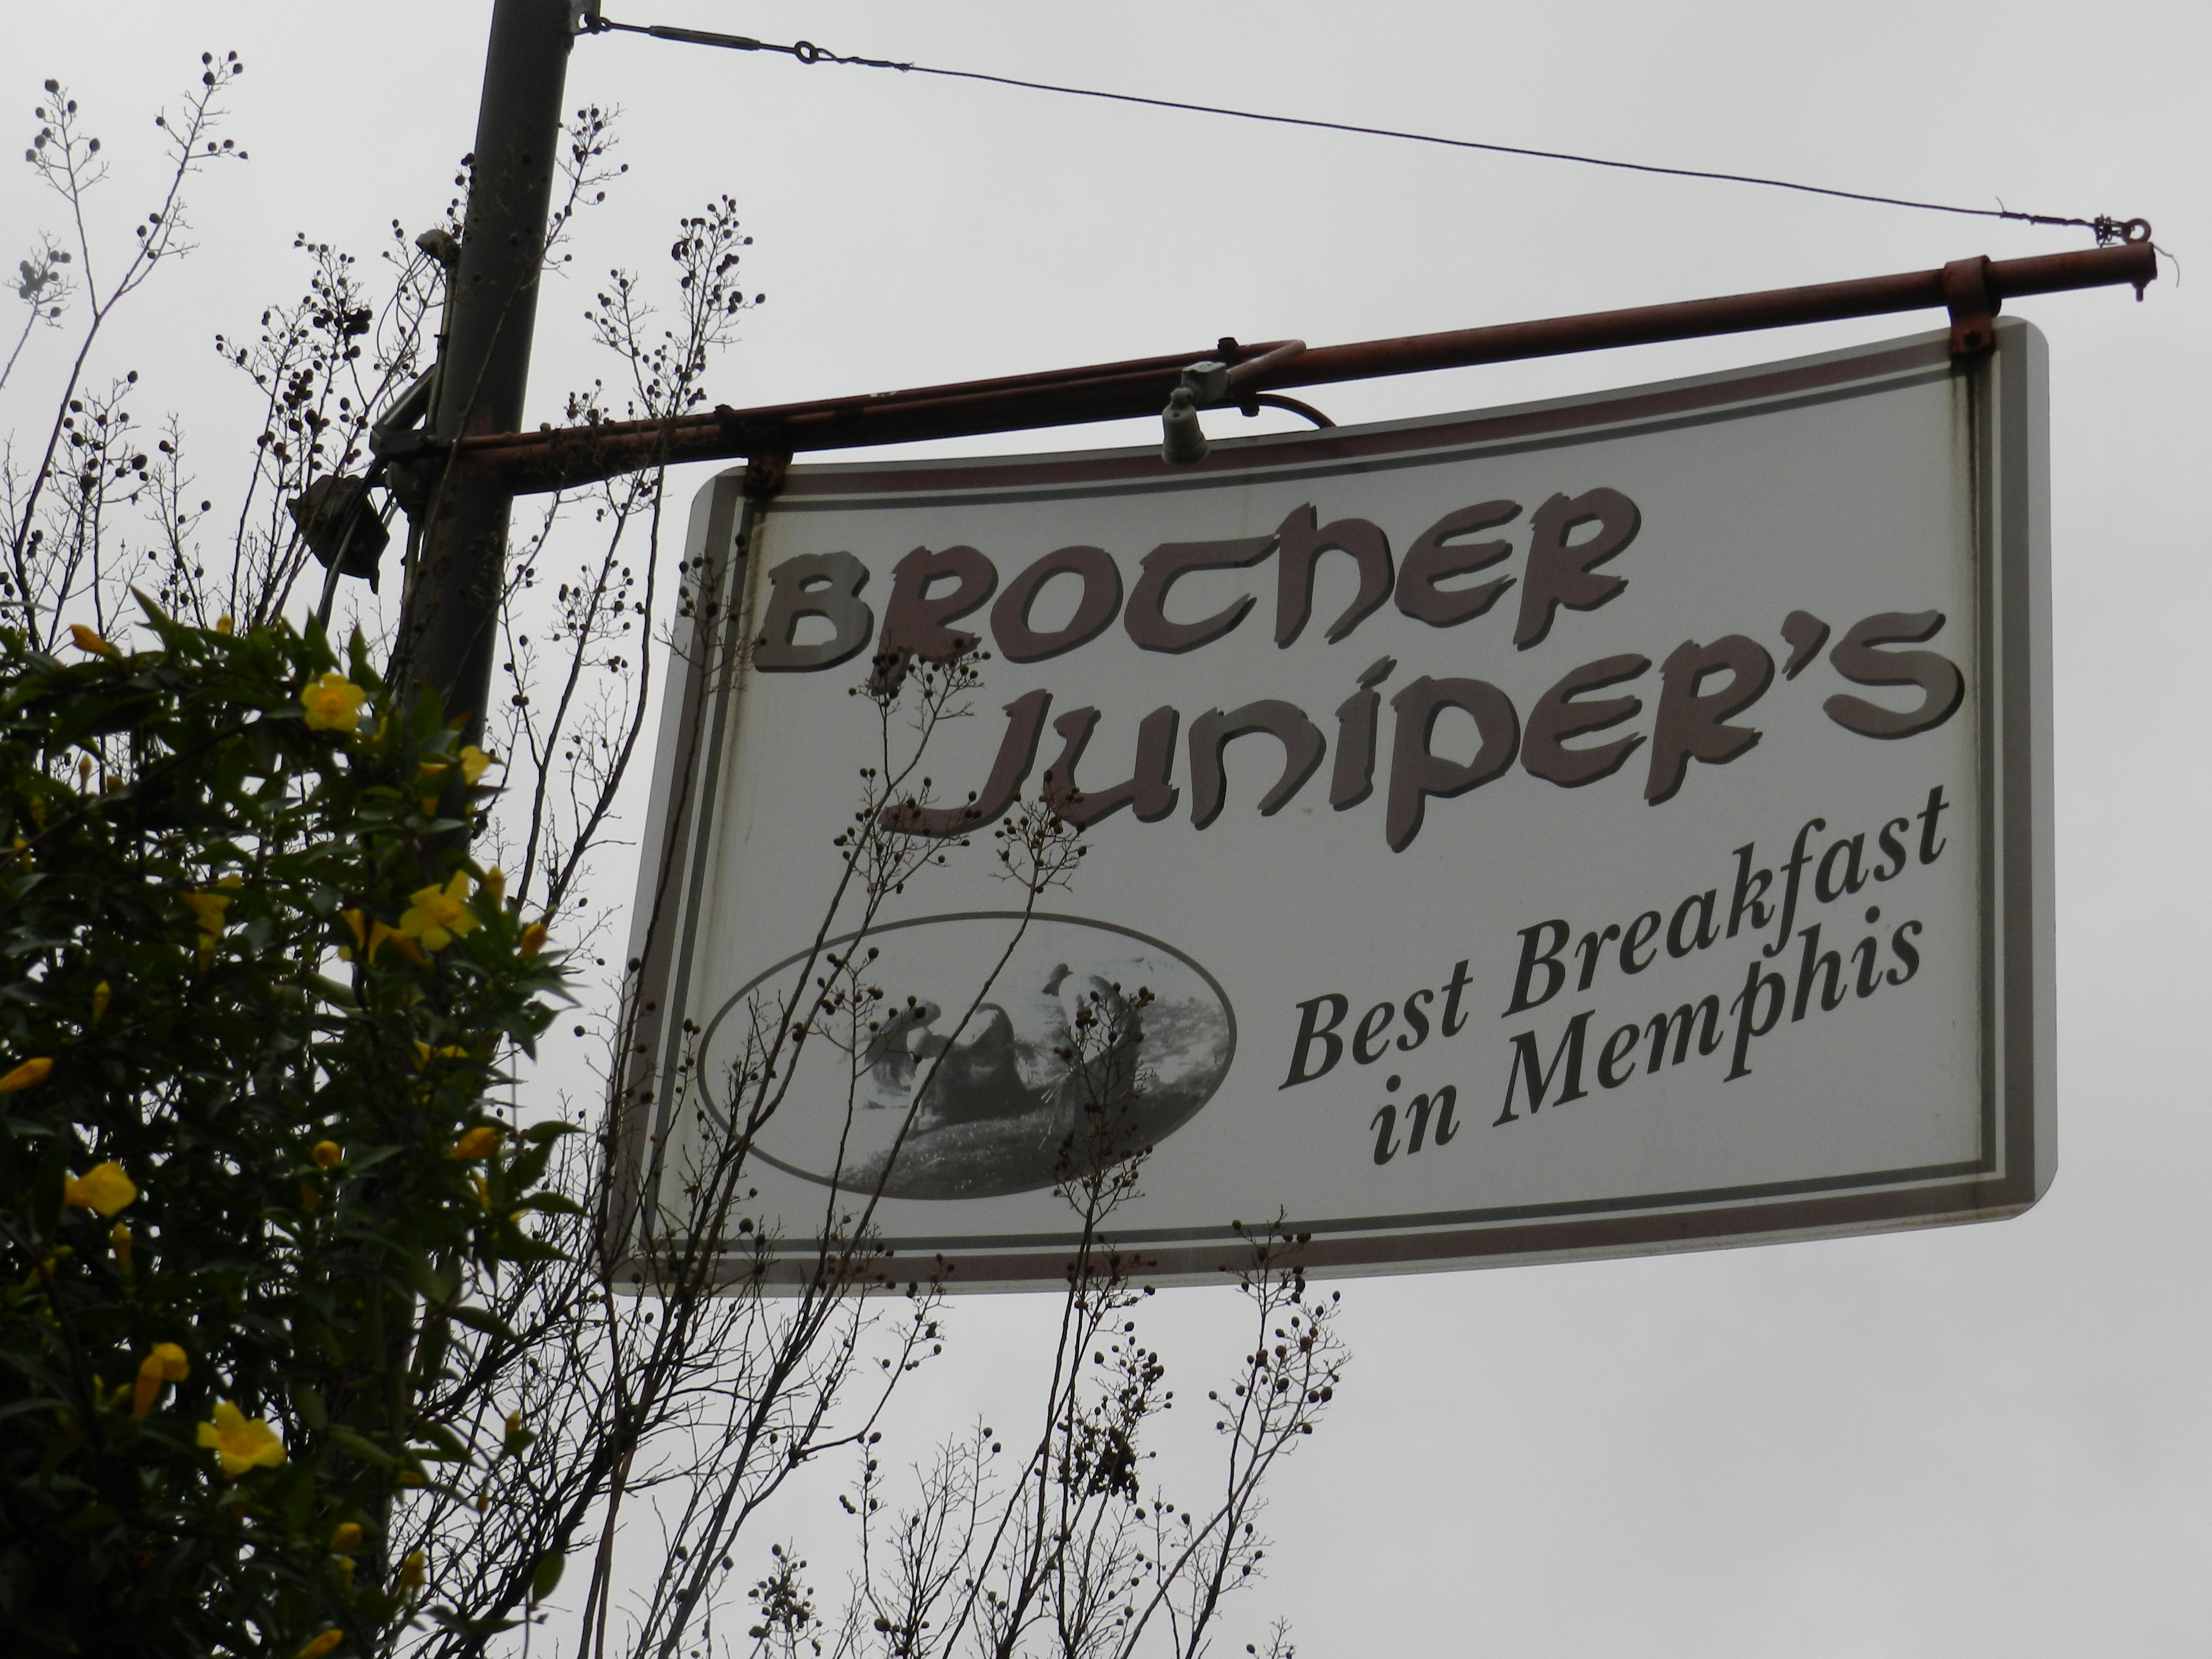 BROTHER
JUNIPER'S
Best Breakfast
in Memphis